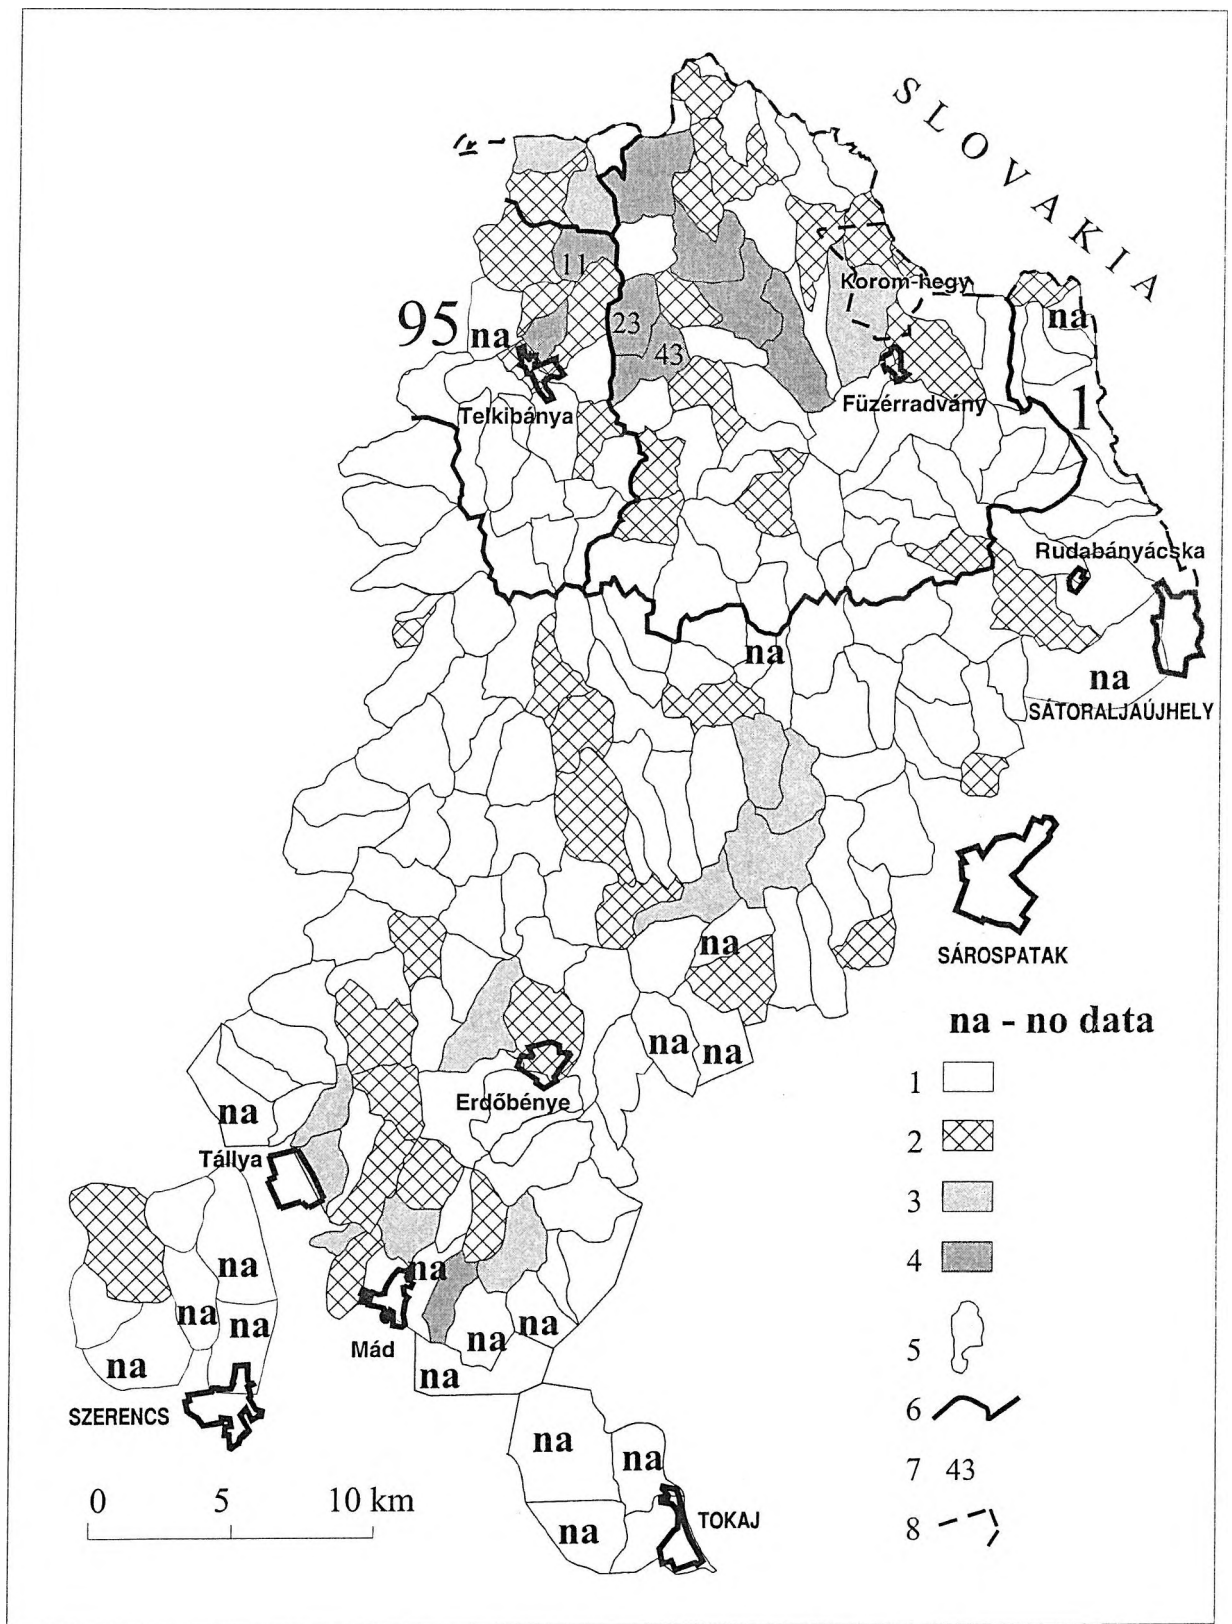 SLOVAKIA
Korom-hegy
11
95
na
na
23
43
1
Telkibánya
Füzérradvány
Rudabányácska
na
na
SÁTORALJAÚJHELY
na
SÁROSPATAK
na - no data
na
na
1
na
Erdőbénye
2
Tállya
3
na
na
4
na
na
na
na
Mád
5
na
na
SZERENCS
6
na
na
7 43
0 5 10 km
TOKAJ
na
8